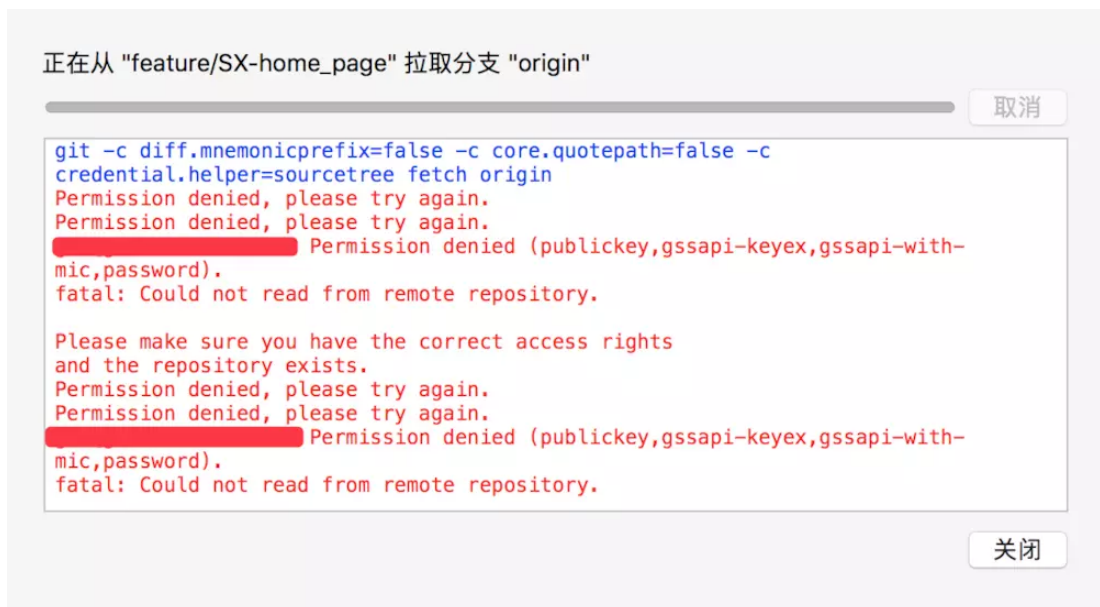 正在从 "feature/SX-home_page" 拉取分支 "origin"
取消
git -c diff.mnemonicprefix=false -c core.quotepath=false -c
credential.helper=sourcetree fetch origin
Permission denied, please try again.
Permission denied, please try again.
Permission denied (publickey,gssapi-keyex,gssapi-with-
mic,password).
fatal: Could not read from remote repository.
Please make sure you have the correct access rights
and the repository exists.
Permission denied, please try again.
Permission denied, please try again.
Permission denied (publickey,gssapi-keyex,gssapi-with-
mic,password).
fatal: Could not read from remote repository.
关闭